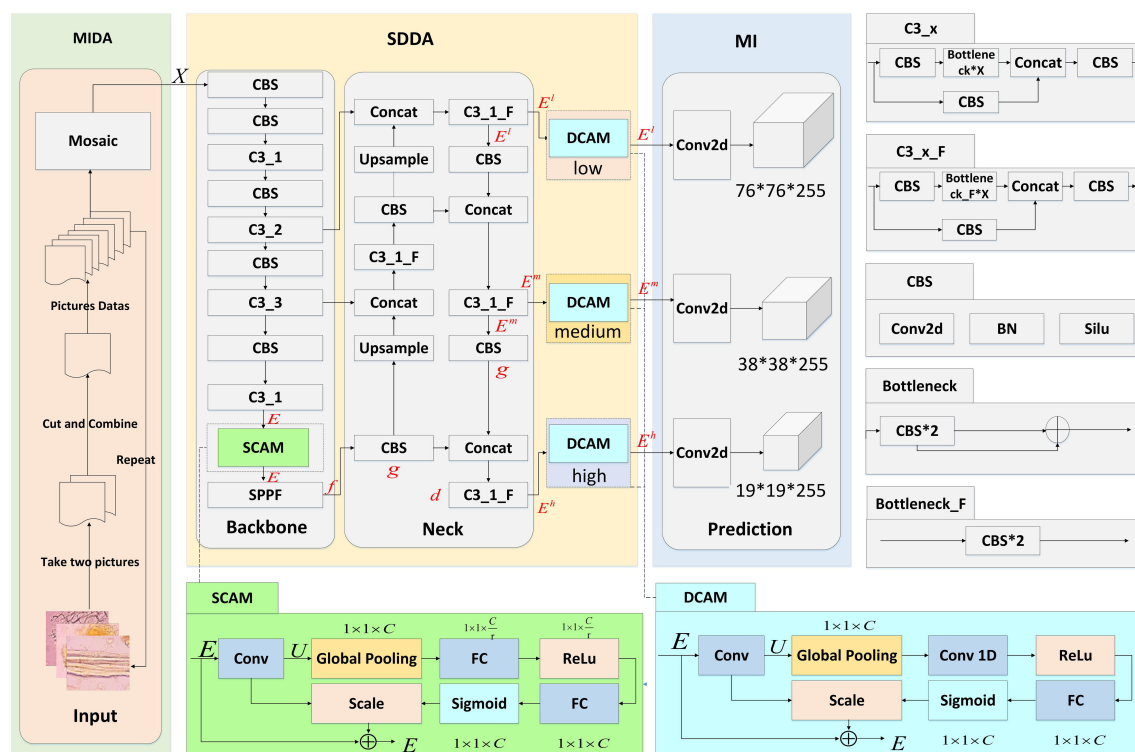 MIDA
X
Mosaic
Pictures Datas
Cut and Combine
Repeat
Take two pictures
Input
SDDA
CBS
CBS
C3_1
CBS
C3_2
CBS
C3_3
CBS
C3_1
E
SCAM
E
SPPF
f
Backbone
Concat
Upsample
CBS
C3_1_F
Concat
Upsample
CBS
g
C3_1_F
E^l
E^l
CBS
Concat
C3_1_F
E^m
E^m
CBS
g
Concat
d
C3_1_F
E^h
Neck
DCAM
low
DCAM
medium
DCAM
high
MI
E^l
Conv2d
76*76*255
E^m
Conv2d
38*38*255
E^h
Conv2d
19*19*255
Prediction
C3_x
CBS
Bottlene
ck*X
Concat
CBS
CBS
C3_x_F
CBS
Bottlene
ck_F*X
Concat
CBS
CBS
CBS
Conv2d
BN
Silu
Bottleneck
CBS*2
Bottleneck_F
CBS*2
SCAM
1×1×C
1×1×C/r
1×1×C/r
E
Conv
U
Global Pooling
FC
ReLu
Scale
Sigmoid
FC
E
1×1×C
1×1×C
DCAM
1×1×C
E
Conv
U
Global Pooling
Conv 1D
ReLu
Scale
Sigmoid
FC
E
1×1×C
1×1×C